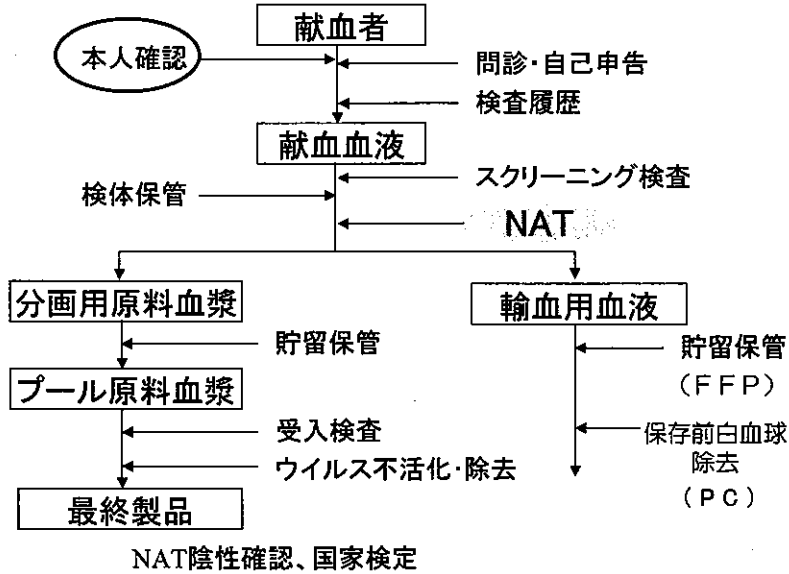 献血者
本人確認
問診・自己申告
検査履歴
献血血液
スクリーニング検査
検体保管
NAT
分画用原料血漿
輸血用血液
貯留保管
貯留保管
(FFP)
プール原料血漿
受入検査
保存前白血球
除去
(PC)
ウイルス不活化・除去
最終製品
NAT陰性確認、国家検定